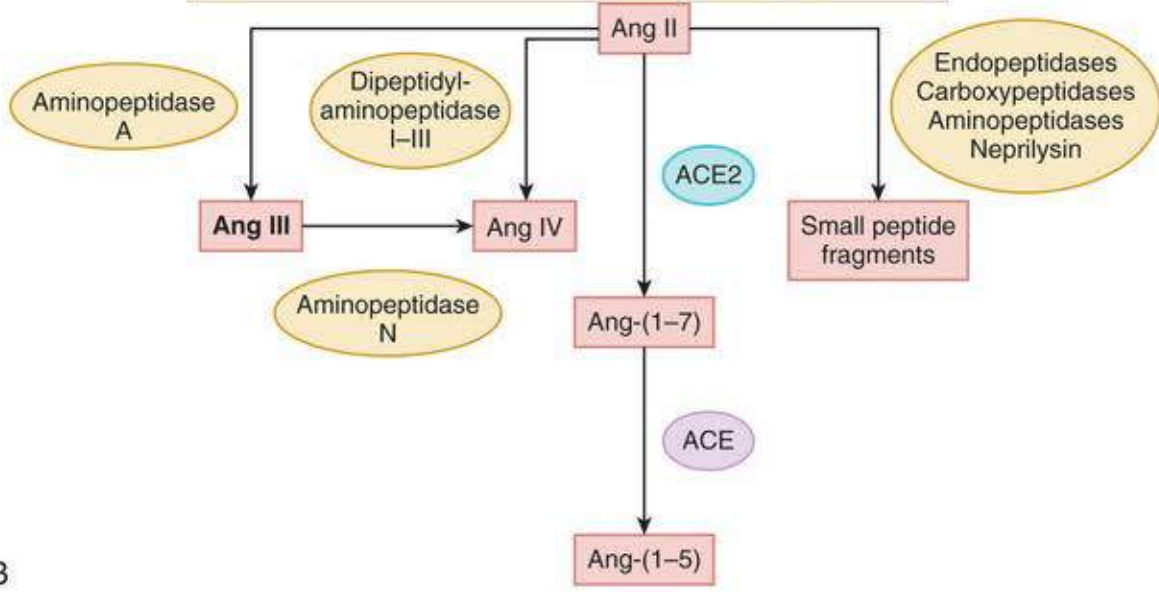 Ang II
Aminopeptidase
A
Dipeptidyl-
aminopeptidase
I–III
Endopeptidases
Carboxypeptidases
Aminopeptidases
Neprilysin
ACE2
Ang III
Ang IV
Small peptide
fragments
Aminopeptidase
N
Ang-(1–7)
ACE
Ang-(1–5)